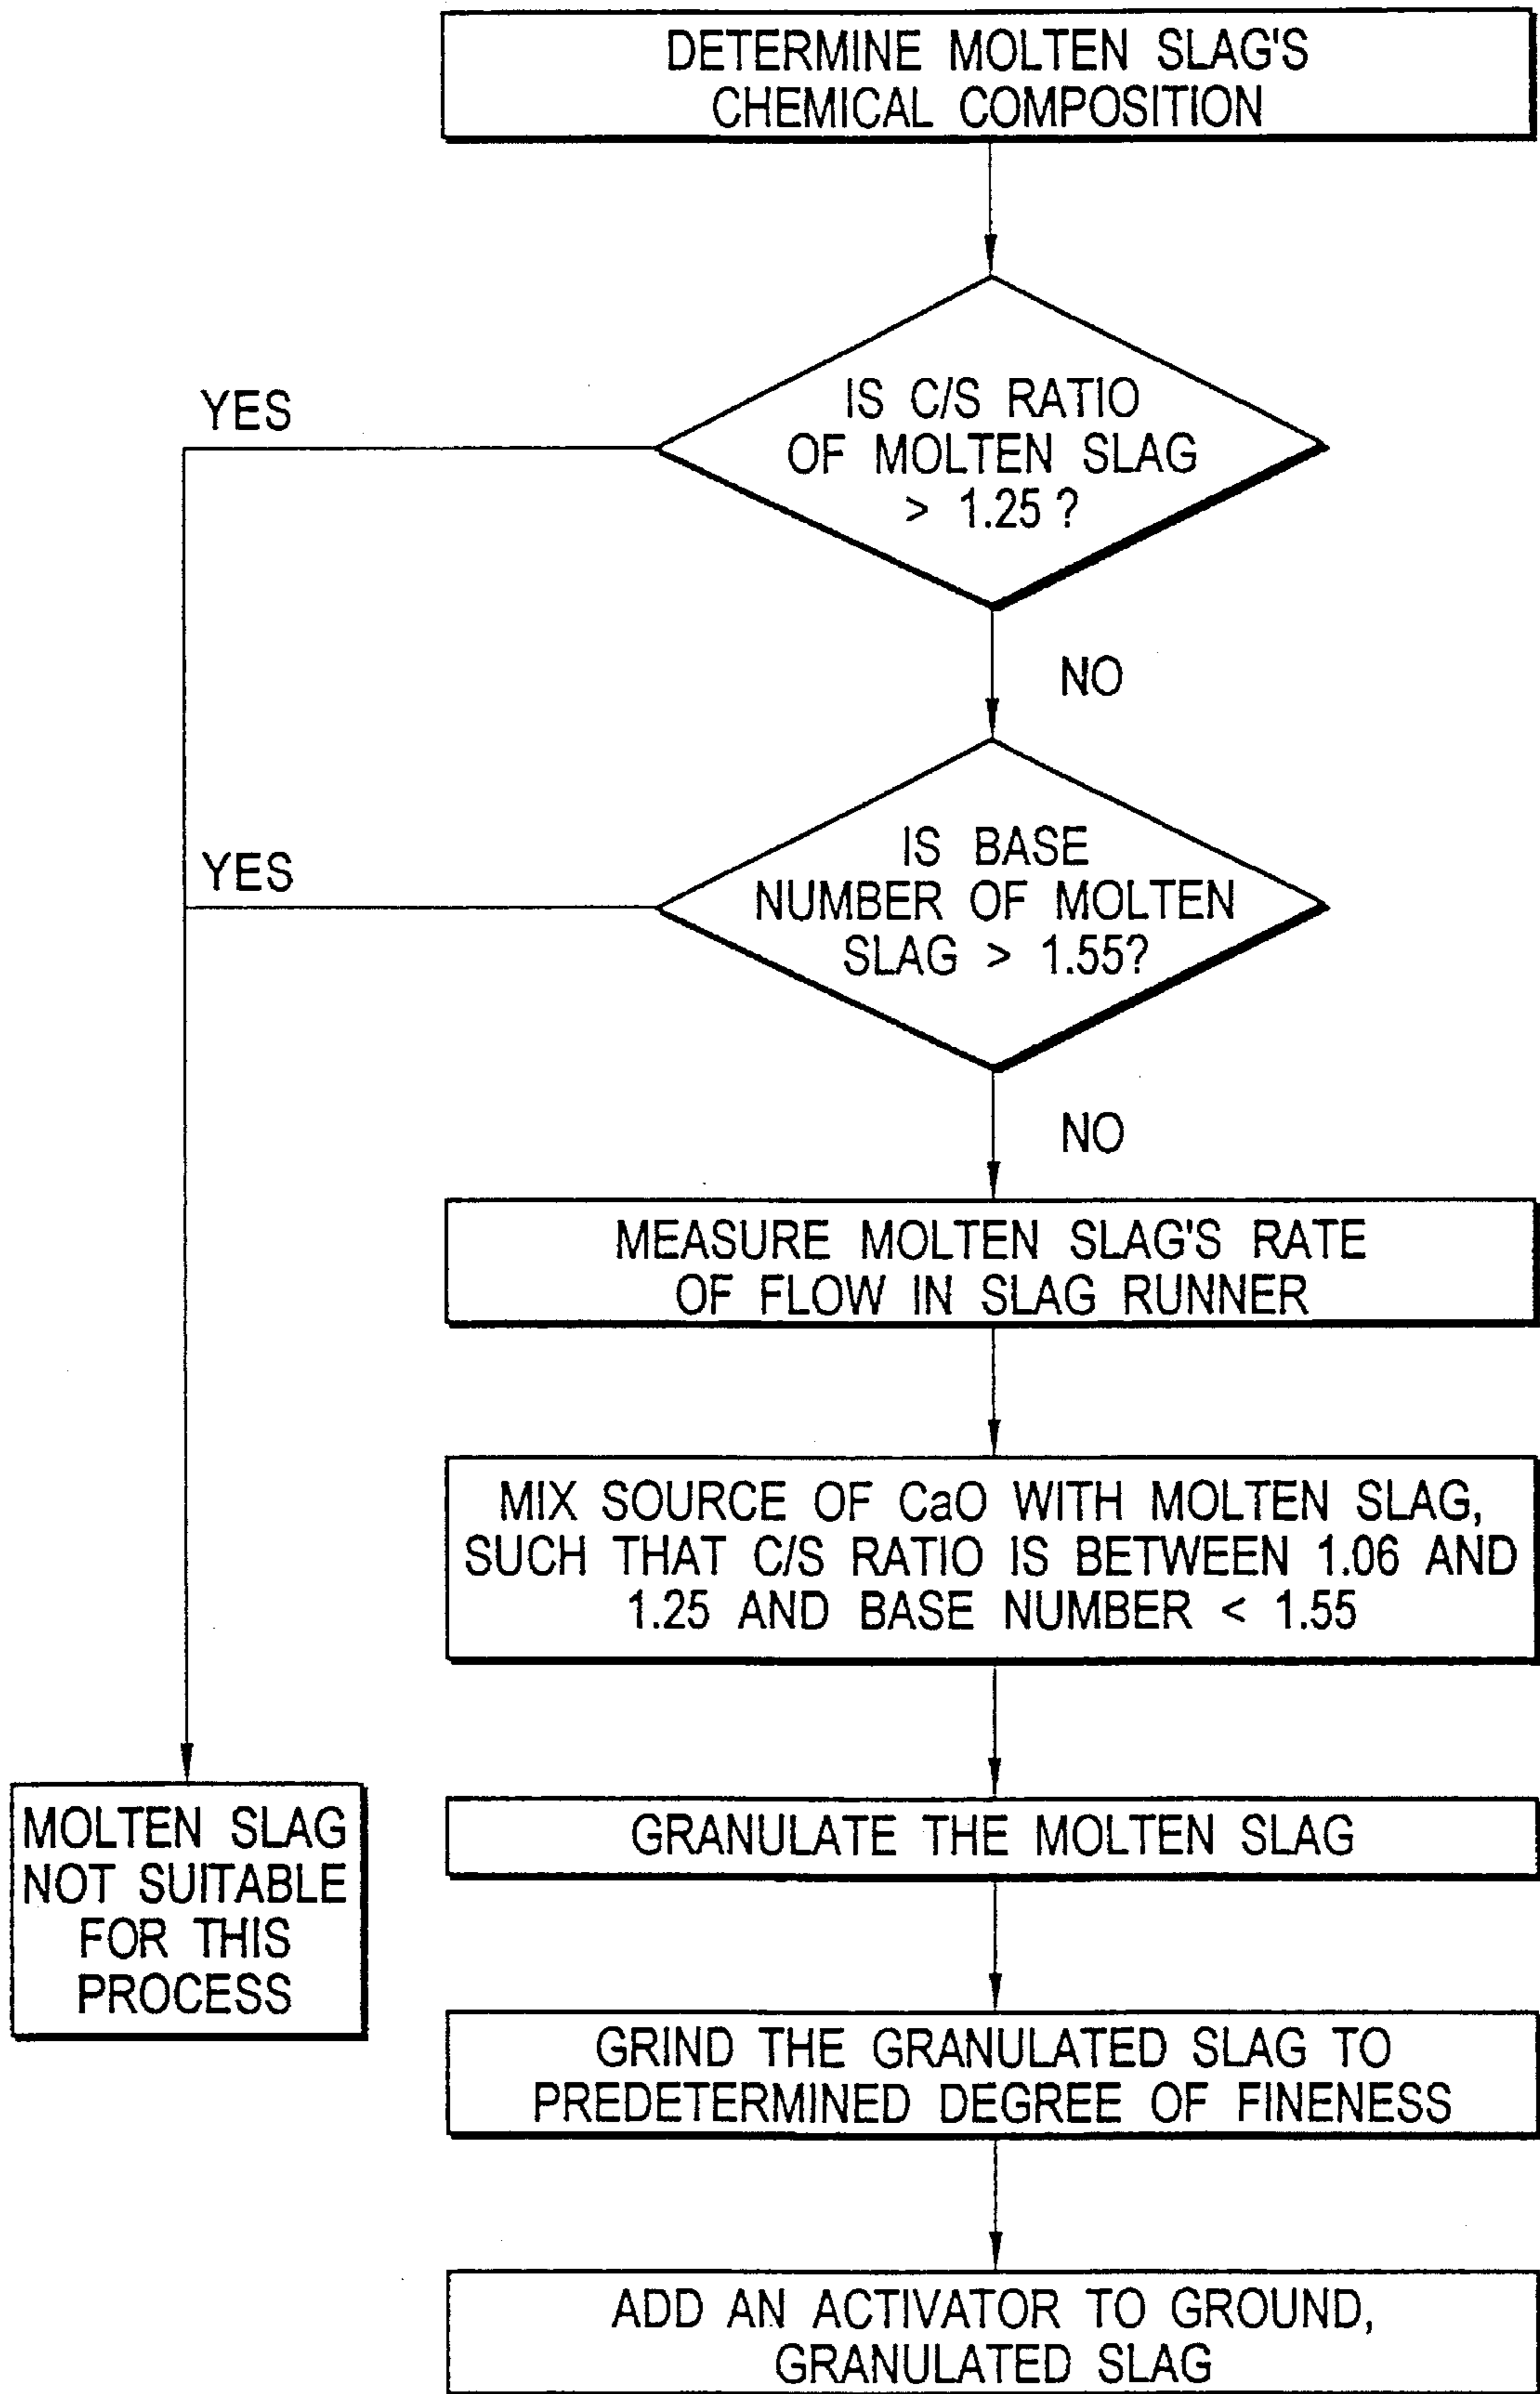 DETERMINE MOLTEN SLAG'S
CHEMICAL COMPOSITION
IS C/S RATIO
OF MOLTEN SLAG
> 1.25 ?
YES
NO
IS BASE
NUMBER OF MOLTEN
SLAG > 1.55?
YES
NO
MEASURE MOLTEN SLAG'S RATE
OF FLOW IN SLAG RUNNER
MIX SOURCE OF CaO WITH MOLTEN SLAG,
SUCH THAT C/S RATIO IS BETWEEN 1.06 AND
1.25 AND BASE NUMBER < 1.55
MOLTEN SLAG
NOT SUITABLE
FOR THIS
PROCESS
GRANULATE THE MOLTEN SLAG
GRIND THE GRANULATED SLAG TO
PREDETERMINED DEGREE OF FINENESS
ADD AN ACTIVATOR TO GROUND,
GRANULATED SLAG